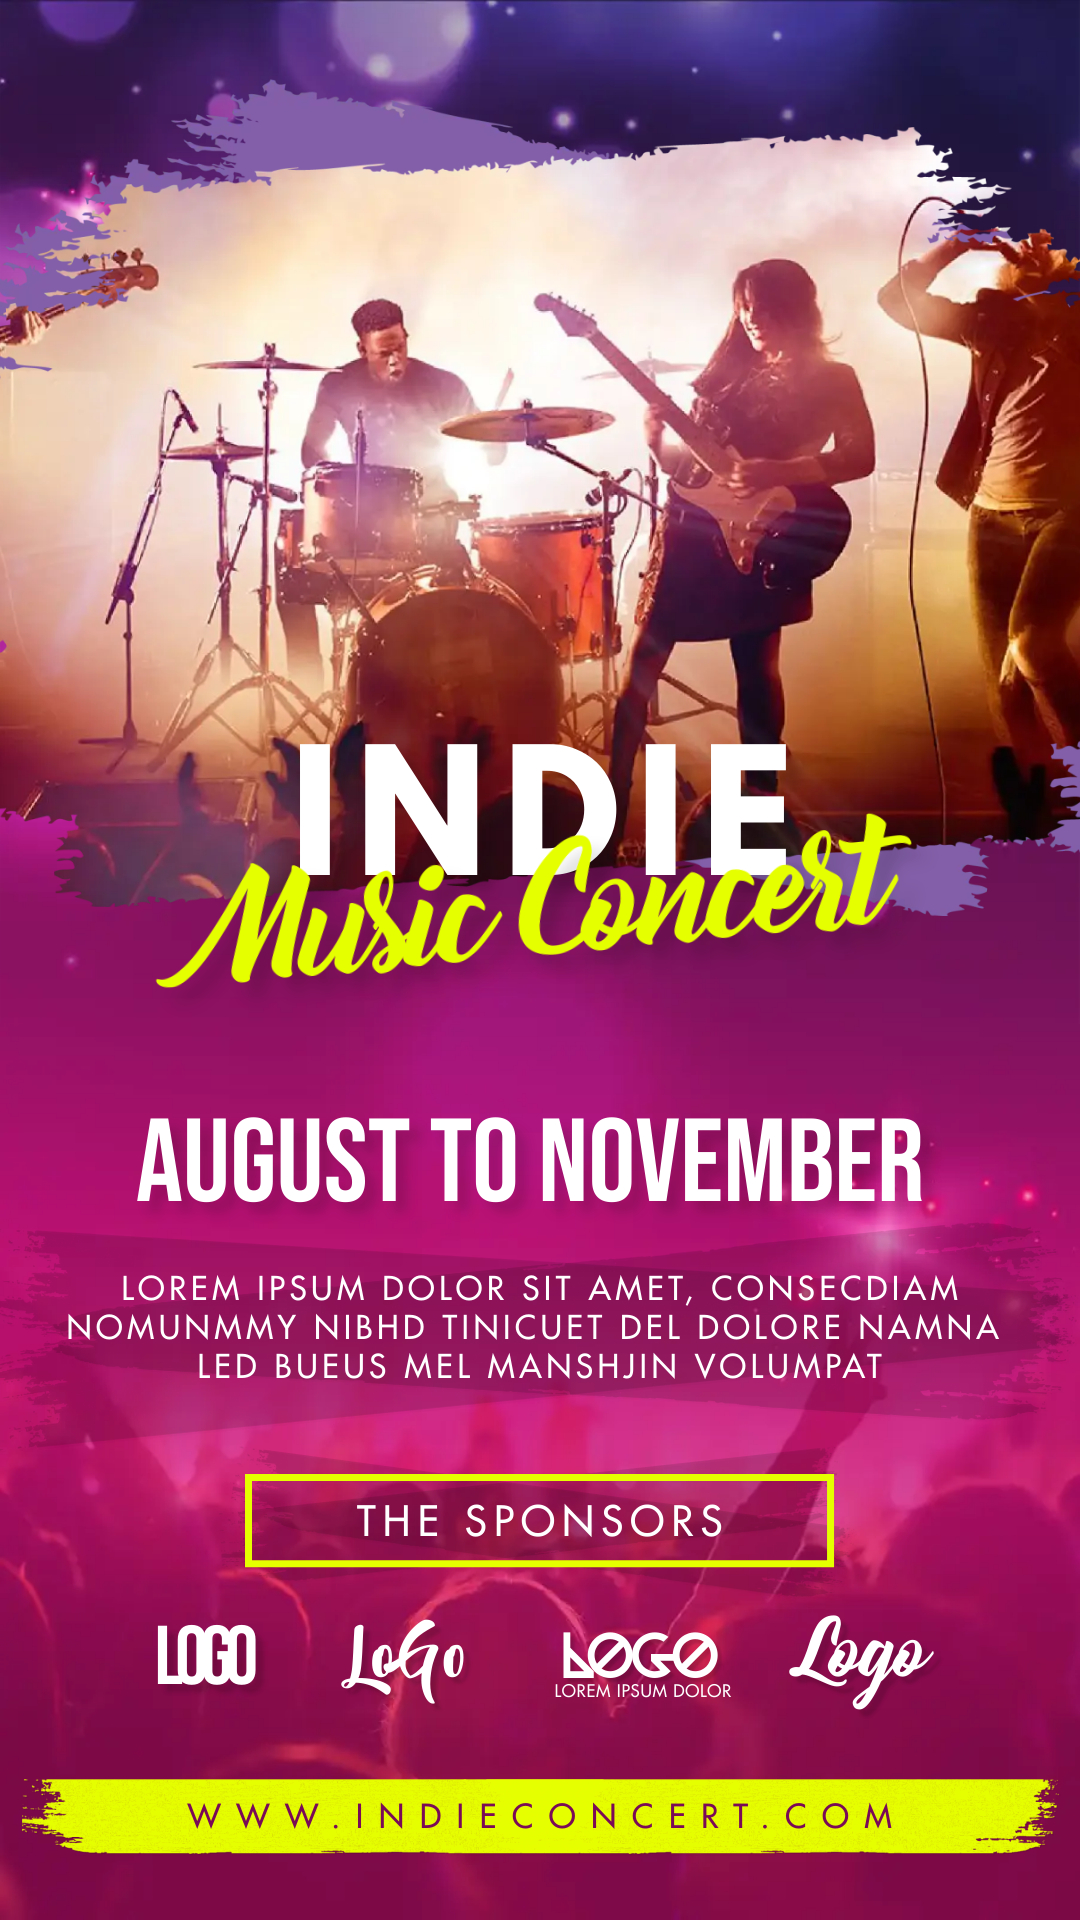 INDIE
Music Concert
AUGUST TO NOVEMBER
LOREM IPSUM DOLOR SIT AMET, CONSECDIAM
NOMUNMMY NIBHD TINICUET DEL DOLORE NAMNA
LED BUEUS MEL MANSHJIN VOLUMPAT
THE SPONSORS
LOGO LoGo LOGO Logo
LOREM IPSUM DOLOR
WWW.INDIECONCERT.COM